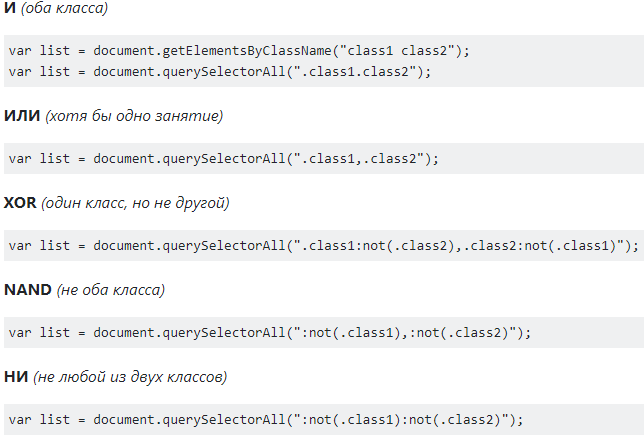 И (оба класса)
var list = document.getElementsByClassName("class1 class2");
var list = document.querySelectorAll(".class1.class2");
ИЛИ (хотя бы одно занятие)
var list = document.querySelectorAll(".class1,.class2");
XOR (один класс, но не другой)
var list = document.querySelectorAll(".class1:not(.class2),.class2:not(.class1)");
NAND (не оба класса)
var list = document.querySelectorAll(":not(.class1),:not(.class2)");
НИ (не любой из двух классов)
var list = document.querySelectorAll(":not(.class1):not(.class2)");